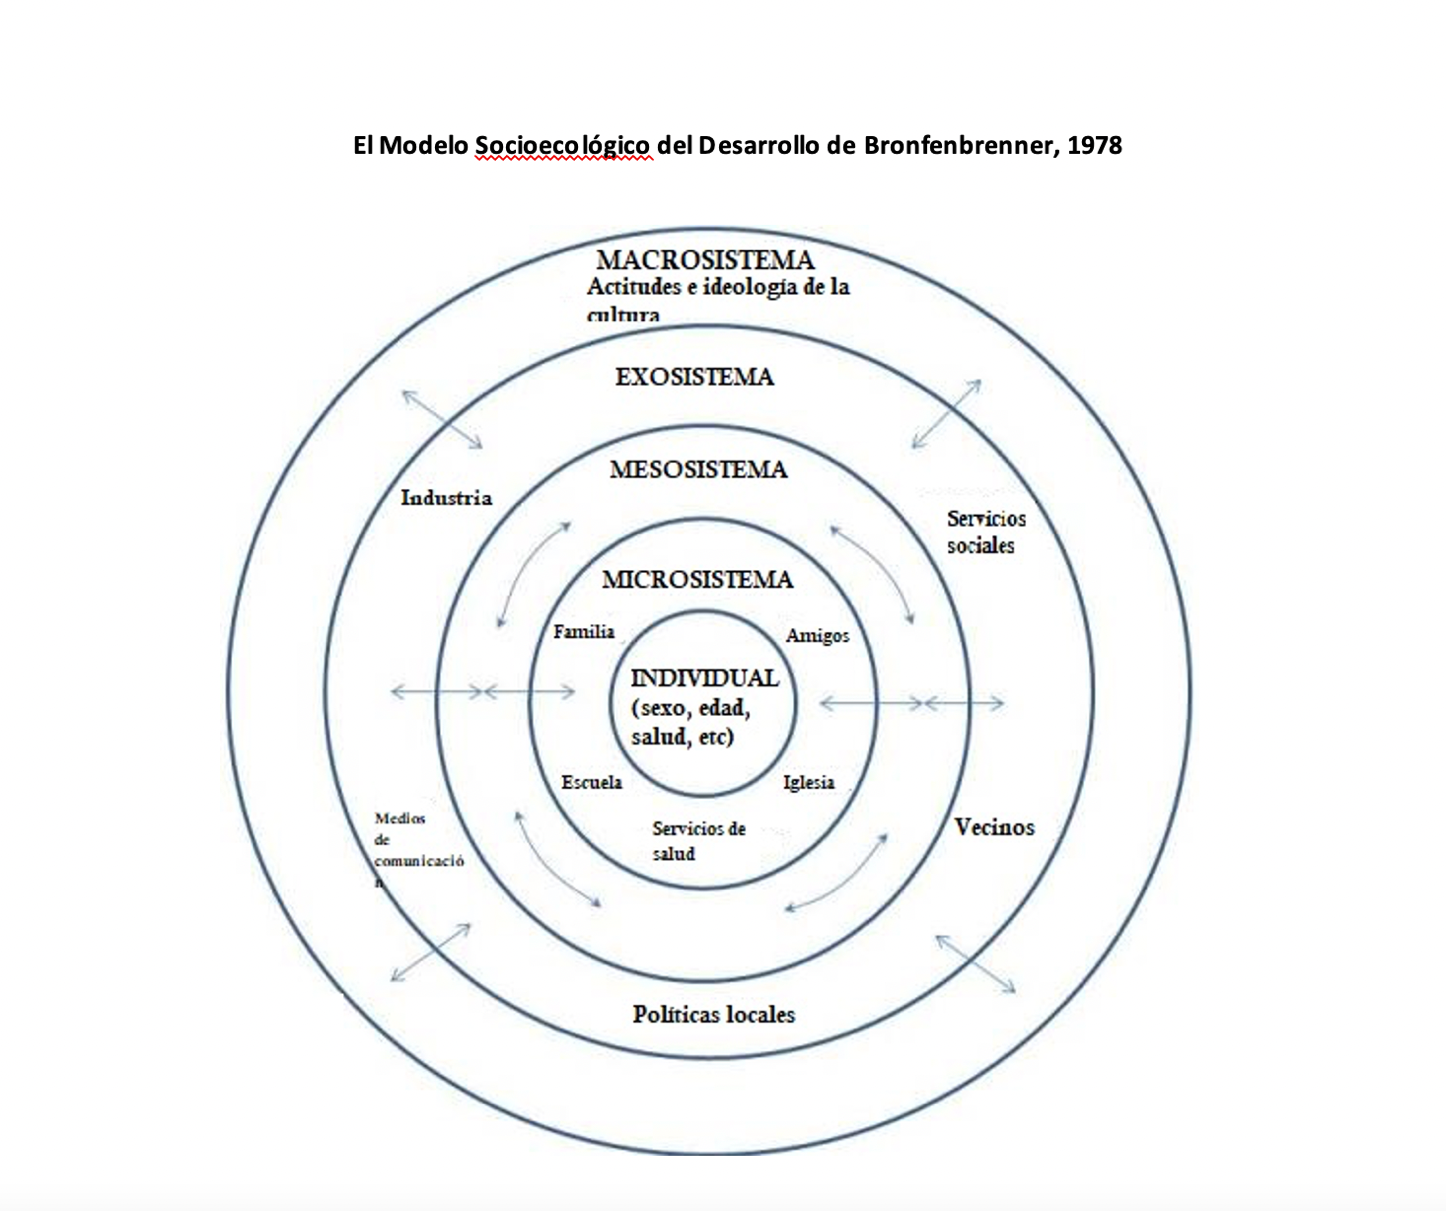 El Modelo Socioecológico del Desarrollo de Bronfenbrenner, 1978
MACROSISTEMA
Actitudes e ideología de la
cultura
EXOSISTEMA
MESOSISTEMA
Industria
Servicios
sociales
MICROSISTEMA
Familia
Amigos
INDIVIDUAL
(sexo, edad,
salud, etc)
Escuela
Iglesia
Servicios de
salud
Medios
de
comunicació
n
Vecinos
Políticas locales